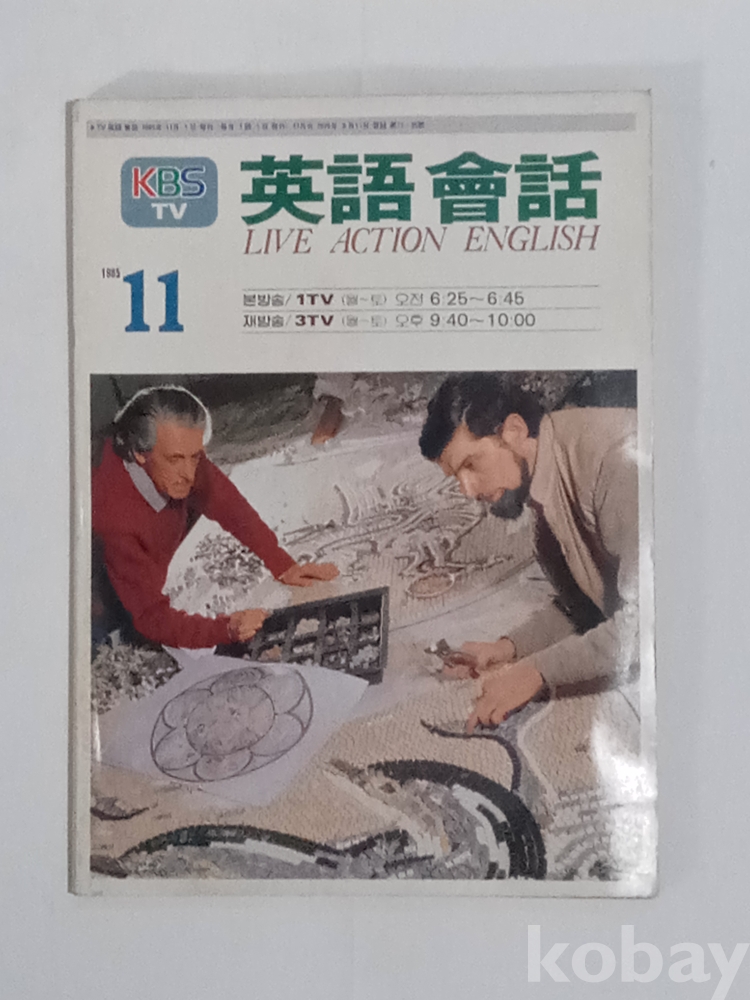 KBS
TV
英語 會話
LIVE ACTION ENGLISH
1985
11
본방송/1TV (월~토) 오전 6:25~6:45
재방송/3TV (월~토) 오후 9:40~10:00
kobay